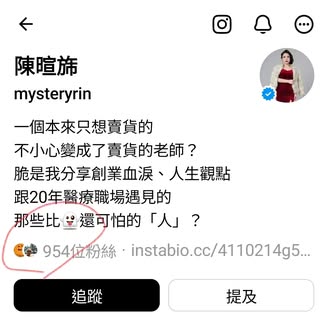 陳暄旆
mysteryrin
一個本來只想賣貨的
不小心變成了賣貨的老師？
脆是我分享創業血淚、人生觀點
跟20年醫療職場遇見的
那些比👻還可怕的「人」？
954位粉絲 · instabio.cc/4110214g5...
追蹤
提及